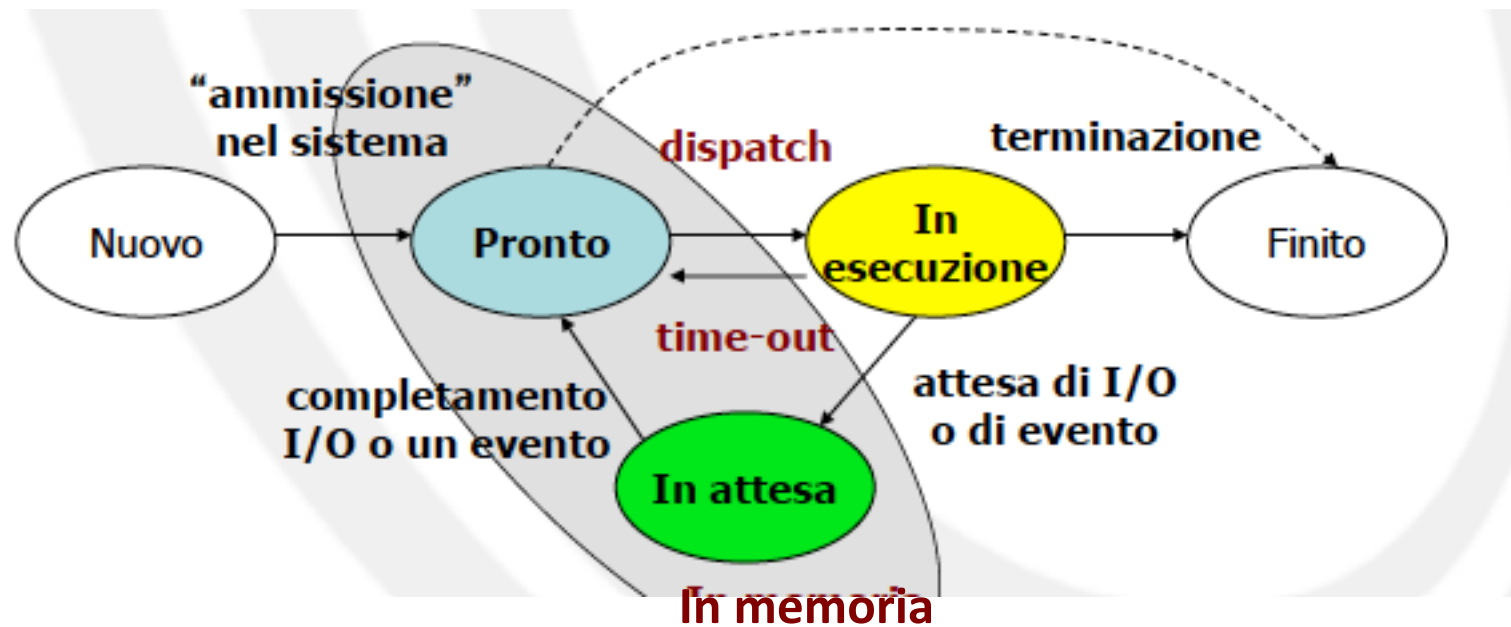 “ammissione”
nel sistema
dispatch
terminazione
Nuovo
Pronto
In
esecuzione
Finito
time-out
completamento
I/O o un evento
attesa di I/O
o di evento
In attesa
In memoria